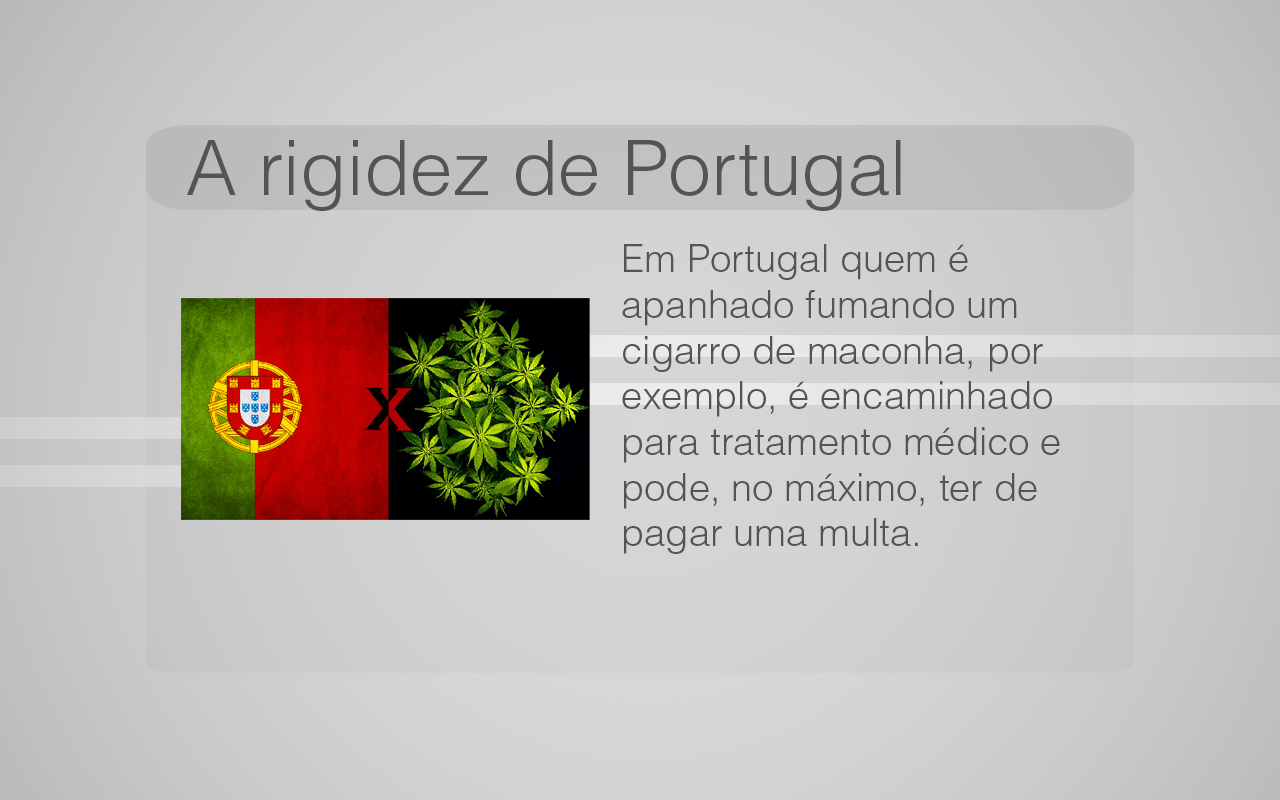 A rigidez de Portugal
Em Portugal quem é
apanhado fumando um
cigarro de maconha, por
exemplo, é encaminhado
para tratamento médico e
pode, no máximo, ter de
pagar uma multa.
X